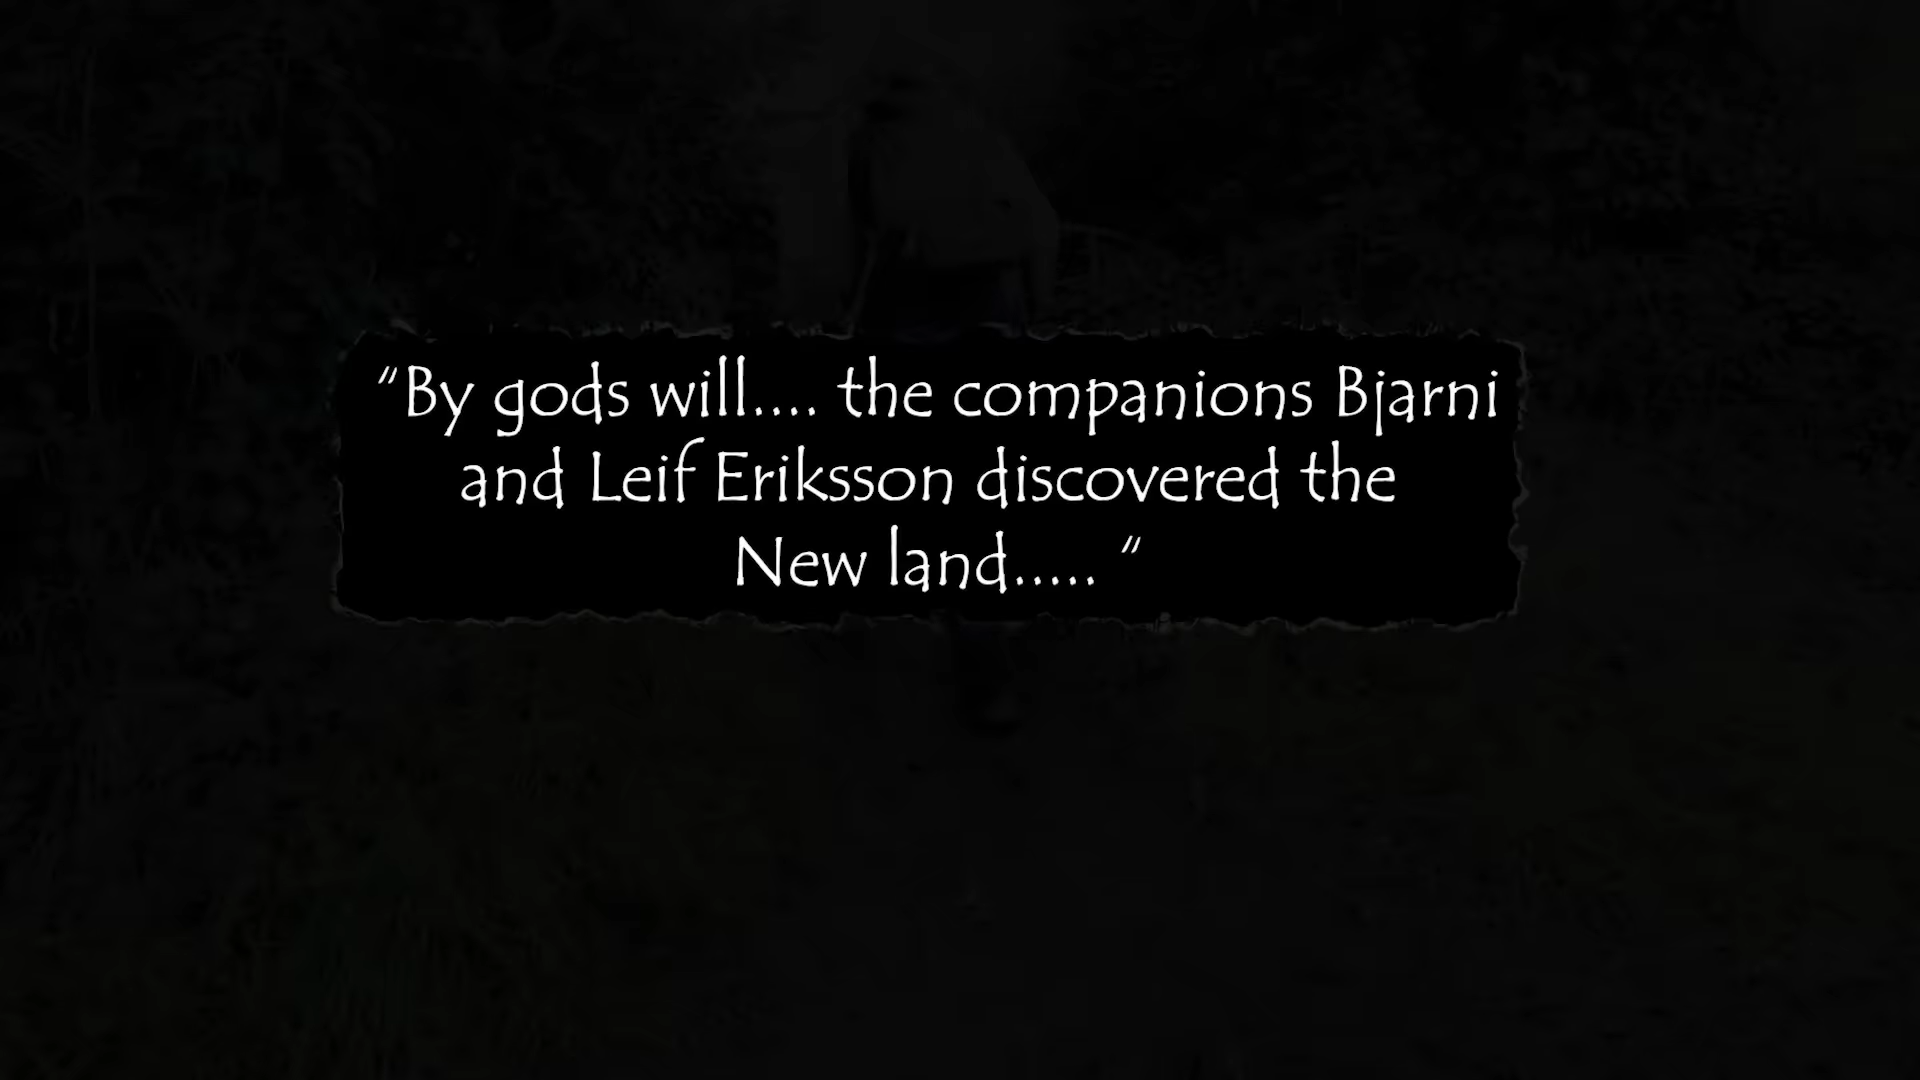 “By gods will.... the companions Bjarni
and Leif Eriksson discovered the
New land..... “